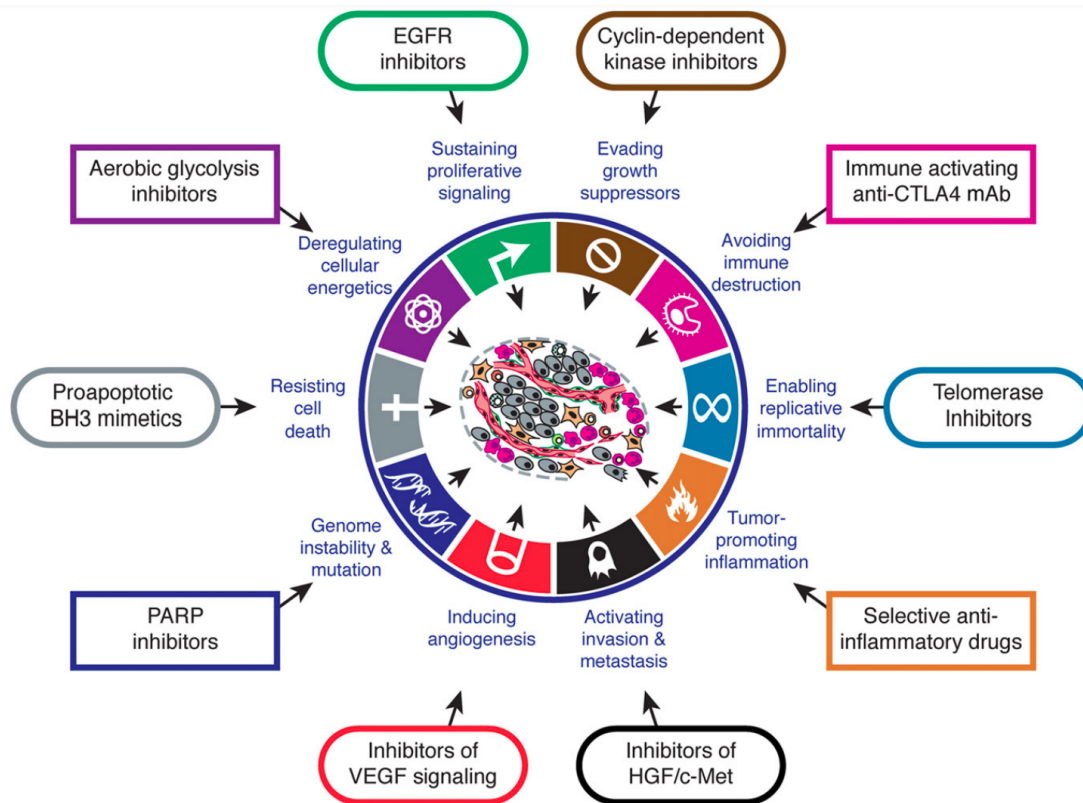 EGFR
inhibitors
Cyclin-dependent
kinase inhibitors
Sustaining
proliferative
signaling
Evading
growth
suppressors
Aerobic glycolysis
inhibitors
Immune activating
anti-CTLA4 mAb
Deregulating
cellular
energetics
Avoiding
immune
destruction
Proapoptotic
BH3 mimetics
Resisting
cell
death
Enabling
replicative
immortality
Telomerase
Inhibitors
Genome
instability &
mutation
Tumor-
promoting
inflammation
PARP
inhibitors
Inducing
angiogenesis
Activating
invasion &
metastasis
Selective anti-
inflammatory drugs
Inhibitors of
VEGF signaling
Inhibitors of
HGF/c-Met